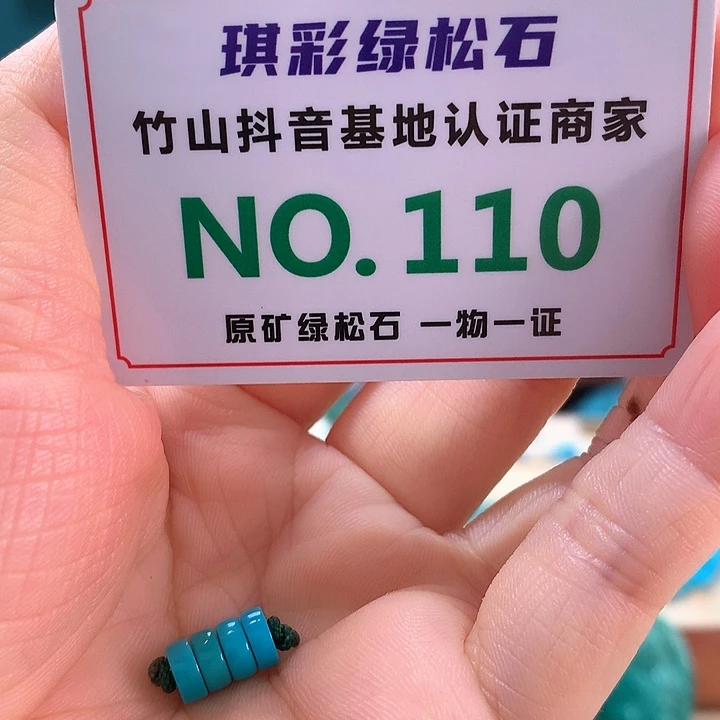 琪彩绿松石
竹山抖音基地认证商家
NO.110
原矿绿松石 一物一证